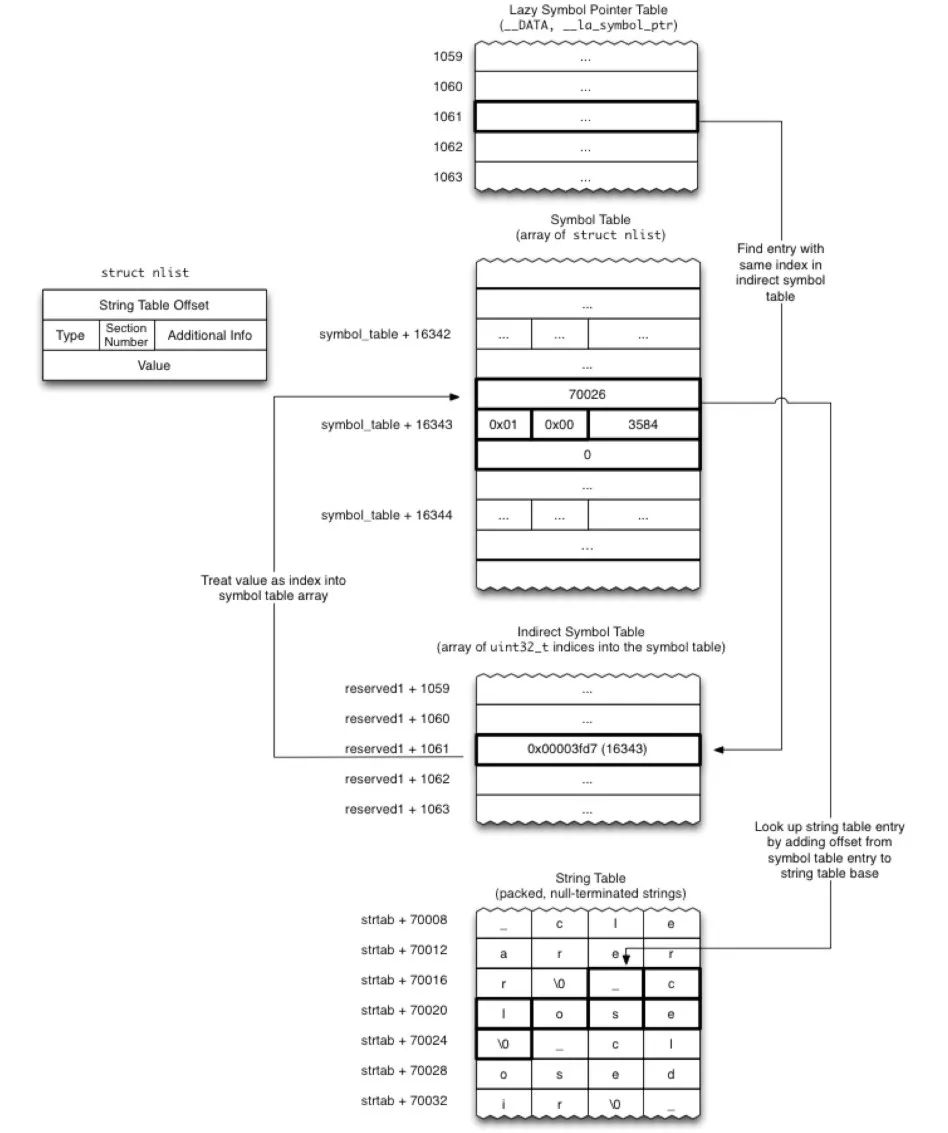 Lazy Symbol Pointer Table
(__DATA, __la_symbol_ptr)
1059 ...
1060 ...
1061 ...
1062 ...
1063 ...
Symbol Table
(array of struct nlist)
Find entry with
same index in
indirect symbol
table
struct nlist
String Table Offset
Type Section Number Additional Info
Value
...
symbol_table + 16342 ... ... ...
...
70026
symbol_table + 16343 0x01 0x00 3584
0
...
symbol_table + 16344 ... ... ...
...
Treat value as index into
symbol table array
Indirect Symbol Table
(array of uint32_t indices into the symbol table)
reserved1 + 1059 ...
reserved1 + 1060 ...
reserved1 + 1061 0x00003fd7 (16343)
reserved1 + 1062 ...
reserved1 + 1063 ...
Look up string table entry
by adding offset from
symbol table entry to
string table base
String Table
(packed, null-terminated strings)
strtab + 70008 _ c l e
strtab + 70012 a r e r
strtab + 70016 r \0 _ c
strtab + 70020 l o s e
strtab + 70024 \0 _ c l
strtab + 70028 o s e d
strtab + 70032 i r \0 _